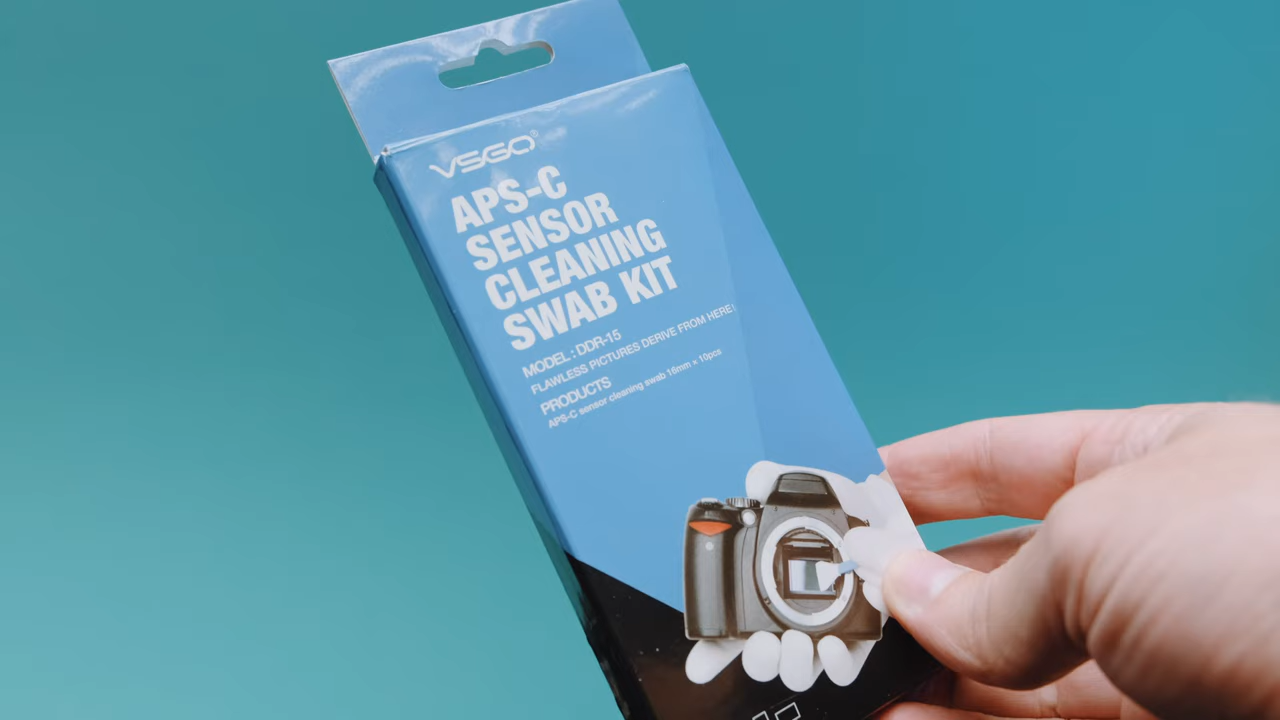 VSGO®
APS-C
SENSOR
CLEANING
SWAB KIT
MODEL : DDR-15
FLAWLESS PICTURES DERIVE FROM HERE!
PRODUCTS
APS-C sensor cleaning swab 16mm × 10pcs